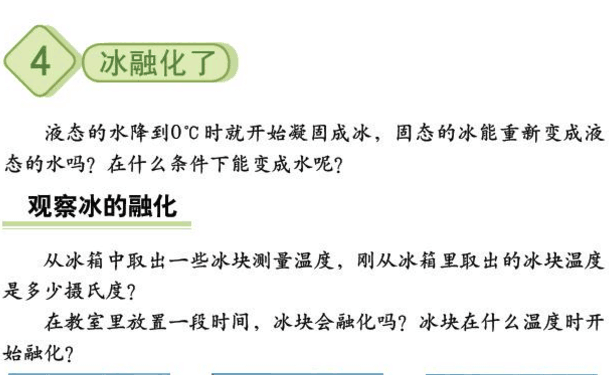 4 冰融化了
液态的水降到0℃时就开始凝固成冰，固态的冰能重新变成液
态的水吗？在什么条件下能变成水呢？
观察冰的融化
从冰箱中取出一些冰块测量温度，刚从冰箱里取出的冰块温度
是多少摄氏度？
在教室里放置一段时间，冰块会融化吗？冰块在什么温度时开
始融化？